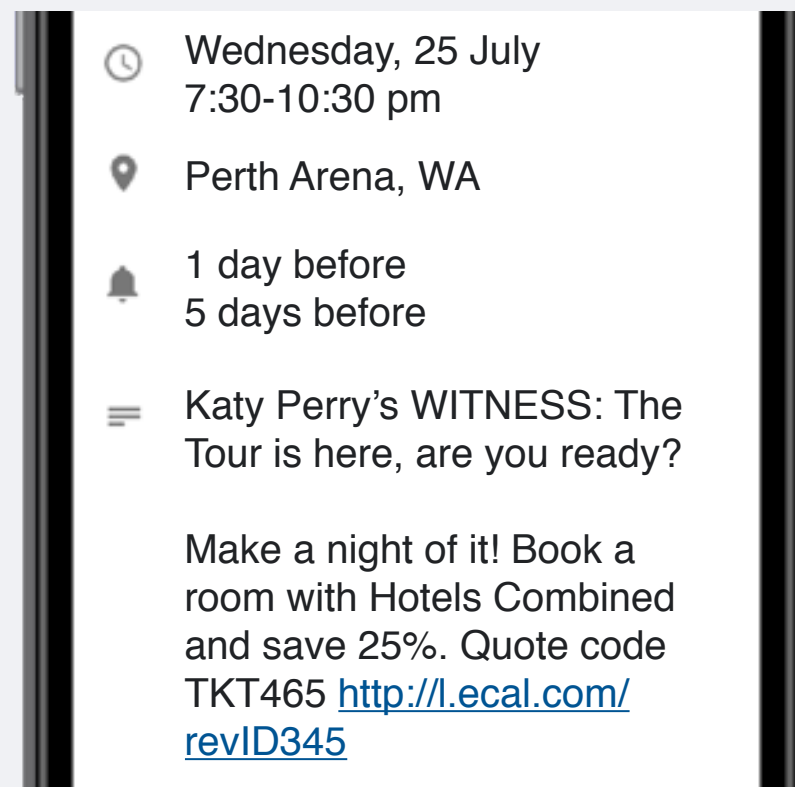 Wednesday, 25 July
7:30-10:30 pm
Perth Arena, WA
1 day before
5 days before
Katy Perry’s WITNESS: The
Tour is here, are you ready?
Make a night of it! Book a
room with Hotels Combined
and save 25%. Quote code
TKT465 http://l.ecal.com/
revID345